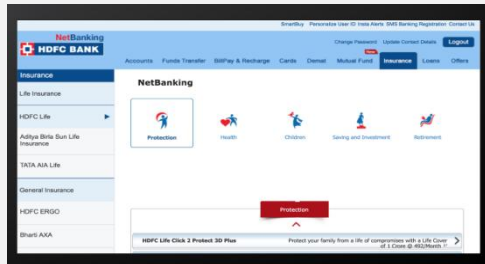 SmartBuy Personalize User ID Insta Alerts SMS Banking Registration Contact Us
NetBanking
HDFC BANK
Change Password Update Contact Details Logout
New
Accounts Funds Transfer BillPay & Recharge Cards Demat Mutual Fund Insurance Loans Offers
Insurance
Life Insurance
HDFC Life
Aditya Birla Sun Life
Insurance
TATA AIA Life
General Insurance
HDFC ERGO
Bharti AXA
NetBanking
Protection Health Children Saving and Investment Retirement
Protection
HDFC Life Click 2 Protect 3D Plus
Protect your family from a life of compromises with a Life Cover
of 1 Crore @ 492/Month